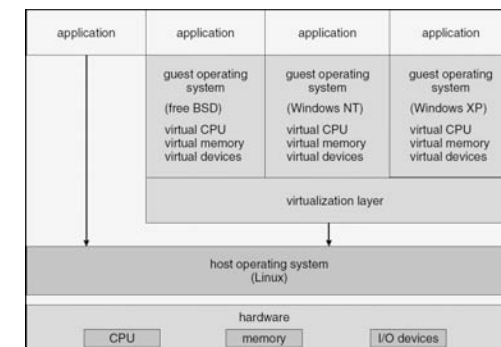 application
application
application
application
guest operating system
(free BSD)
virtual CPU
virtual memory
virtual devices
guest operating system
(Windows NT)
virtual CPU
virtual memory
virtual devices
guest operating system
(Windows XP)
virtual CPU
virtual memory
virtual devices
virtualization layer
host operating system
(Linux)
hardware
CPU
memory
I/O devices